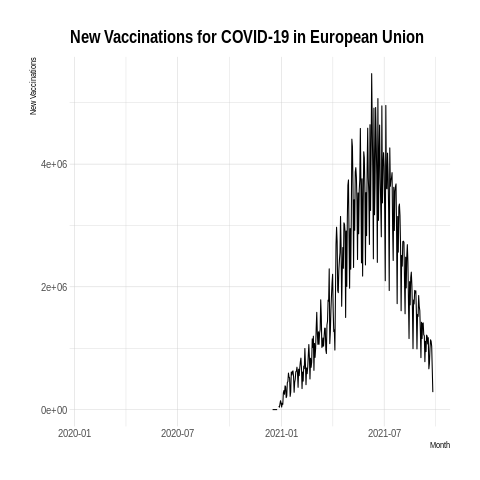 New Vaccinations for COVID-19 in European Union
New Vaccinations
4e+06
2e+06
0e+00
2020-01 2020-07 2021-01 2021-07
Month